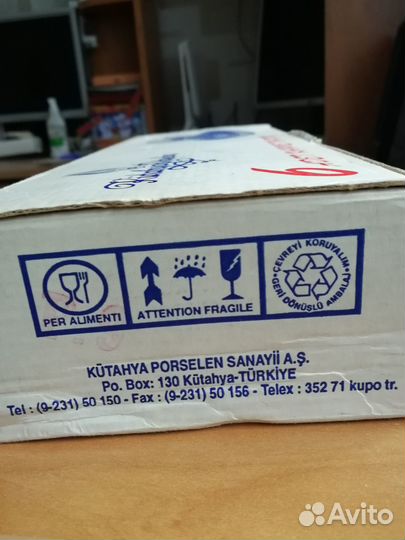 6
PER ALIMENTI
ATTENTION FRAGILE
ÇEVREYİ KORUYALIM
GERİ DÖNÜŞLÜ AMBALAJ
KÜTAHYA PORSELEN SANAYİİ A.Ş.
Po. Box: 130 Kütahya-TÜRKİYE
Tel : (9-231) 50 150 - Fax : (9-231) 50 156 - Telex : 352 71 kupo tr.
Avito